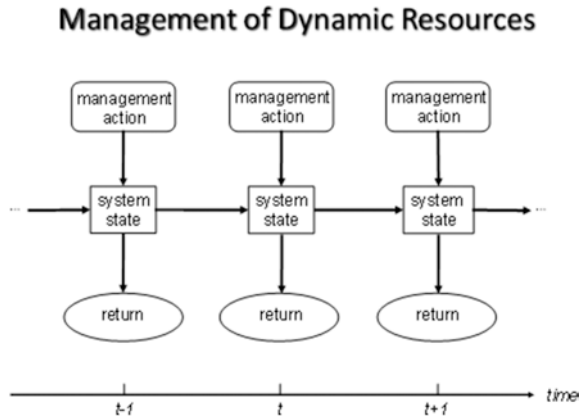 Management of Dynamic Resources
management
action
management
action
management
action
...
system
state
system
state
system
state
...
return
return
return
time
t-1
t
t+1